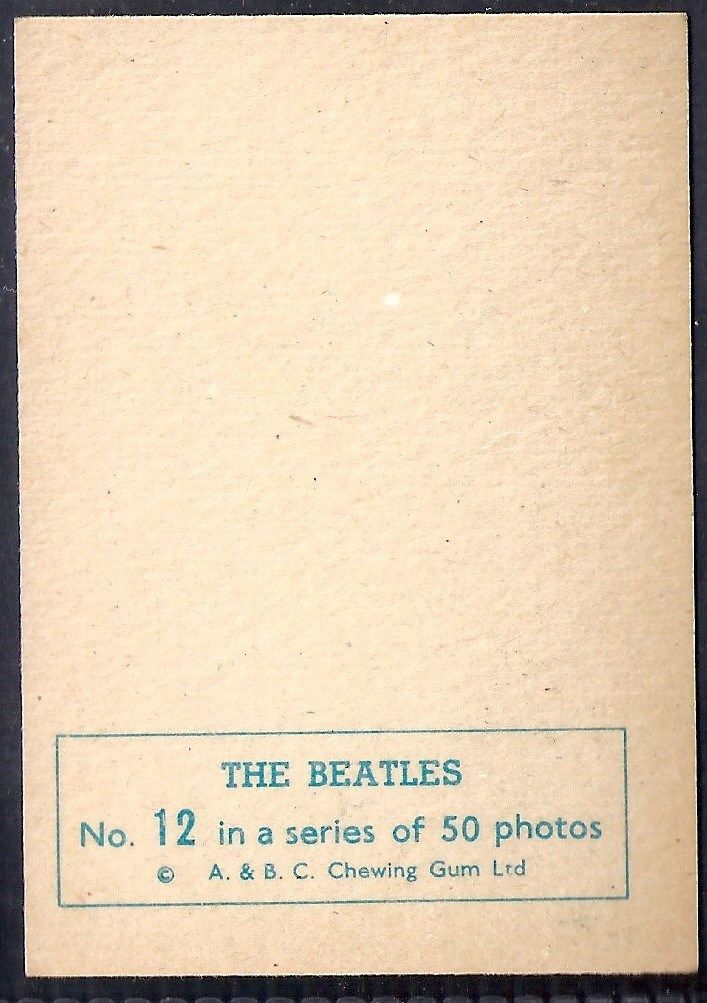 THE BEATLES
No. 12 in a series of 50 photos
© A. & B. C. Chewing Gum Ltd